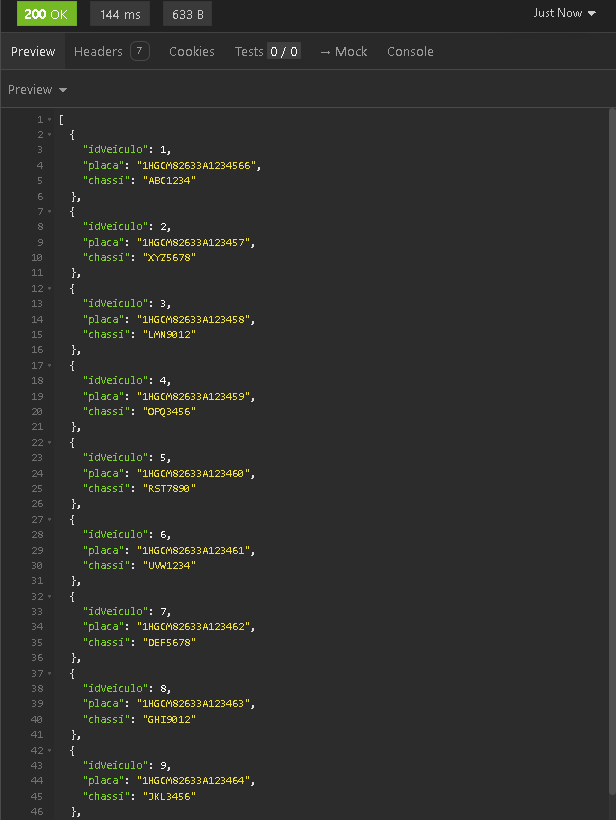 200 OK 144 ms 633 B Just Now
Preview Headers 7 Cookies Tests 0 / 0 → Mock Console
Preview
1 [
2 {
3 "idVeiculo": 1,
4 "placa": "1HGCM82633A1234566",
5 "chassi": "ABC1234"
6 },
7 {
8 "idVeiculo": 2,
9 "placa": "1HGCM82633A123457",
10 "chassi": "XYZ5678"
11 },
12 {
13 "idVeiculo": 3,
14 "placa": "1HGCM82633A123458",
15 "chassi": "LMN9012"
16 },
17 {
18 "idVeiculo": 4,
19 "placa": "1HGCM82633A123459",
20 "chassi": "OPQ3456"
21 },
22 {
23 "idVeiculo": 5,
24 "placa": "1HGCM82633A123460",
25 "chassi": "RST7890"
26 },
27 {
28 "idVeiculo": 6,
29 "placa": "1HGCM82633A123461",
30 "chassi": "UVW1234"
31 },
32 {
33 "idVeiculo": 7,
34 "placa": "1HGCM82633A123462",
35 "chassi": "DEF5678"
36 },
37 {
38 "idVeiculo": 8,
39 "placa": "1HGCM82633A123463",
40 "chassi": "GHI9012"
41 },
42 {
43 "idVeiculo": 9,
44 "placa": "1HGCM82633A123464",
45 "chassi": "JKL3456"
46 },